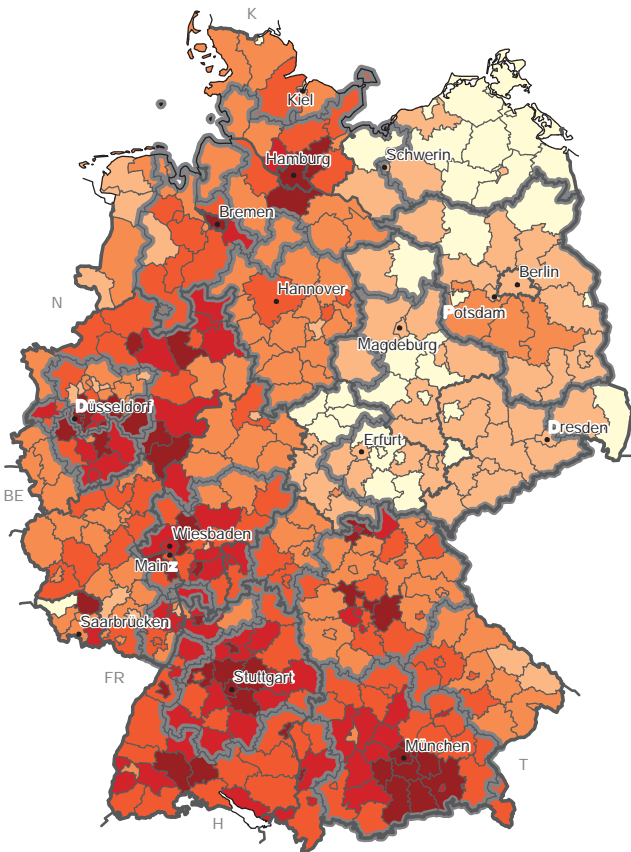 K
Kiel
Hamburg
Schwerin
Bremen
Berlin
N
Hannover
Potsdam
Magdeburg
Düsseldorf
Dresden
Erfurt
BE
Wiesbaden
Mainz
Saarbrücken
FR
Stuttgart
München
T
H